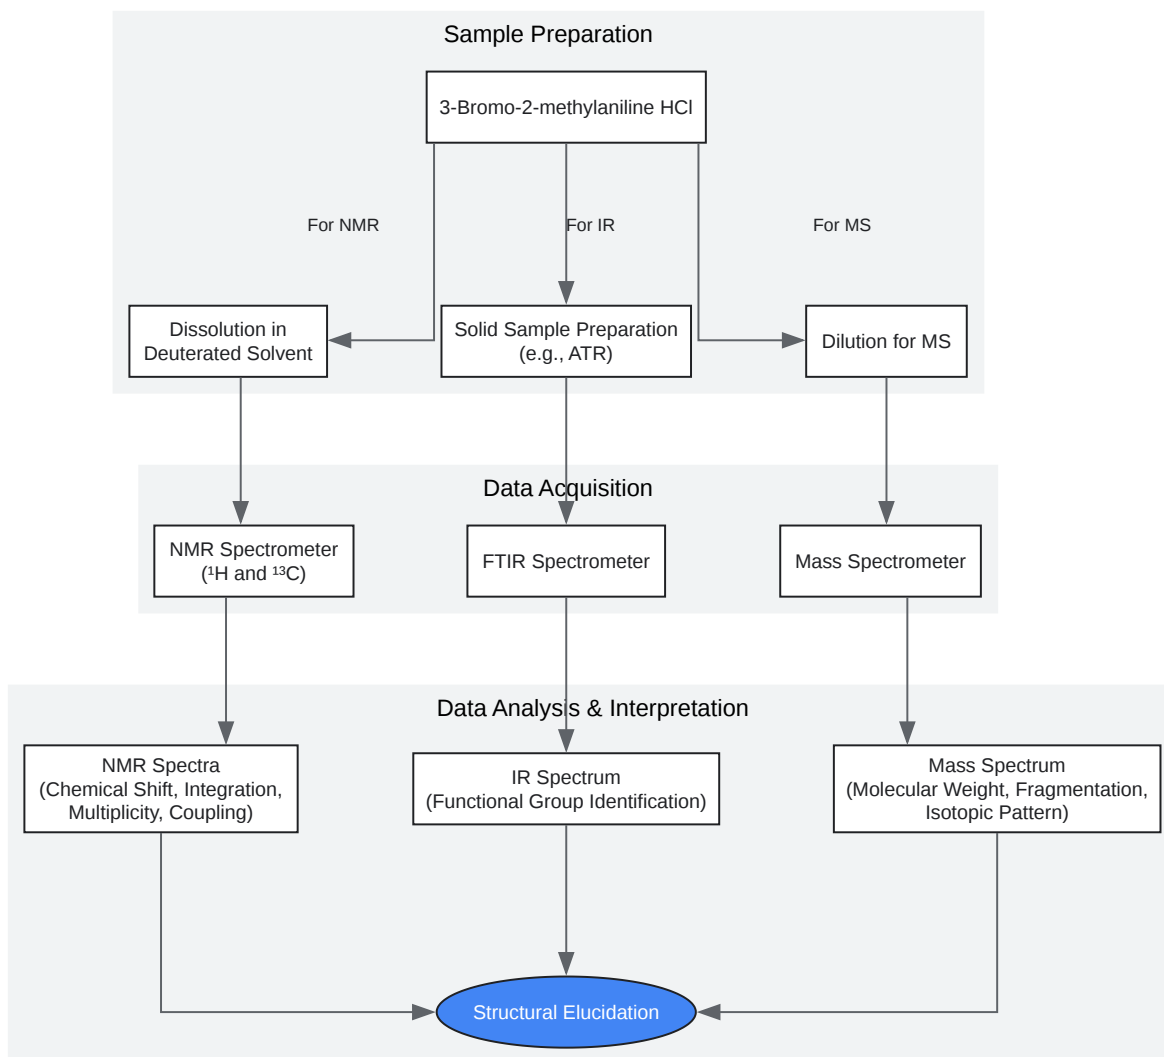 Sample Preparation
3-Bromo-2-methylaniline HCl
For NMR
For IR
For MS
Dissolution in
Deuterated Solvent
Solid Sample Preparation
(e.g., ATR)
Dilution for MS
Data Acquisition
NMR Spectrometer
(¹H and ¹³C)
FTIR Spectrometer
Mass Spectrometer
Data Analysis & Interpretation
NMR Spectra
(Chemical Shift, Integration,
Multiplicity, Coupling)
IR Spectrum
(Functional Group Identification)
Mass Spectrum
(Molecular Weight, Fragmentation,
Isotopic Pattern)
Structural Elucidation